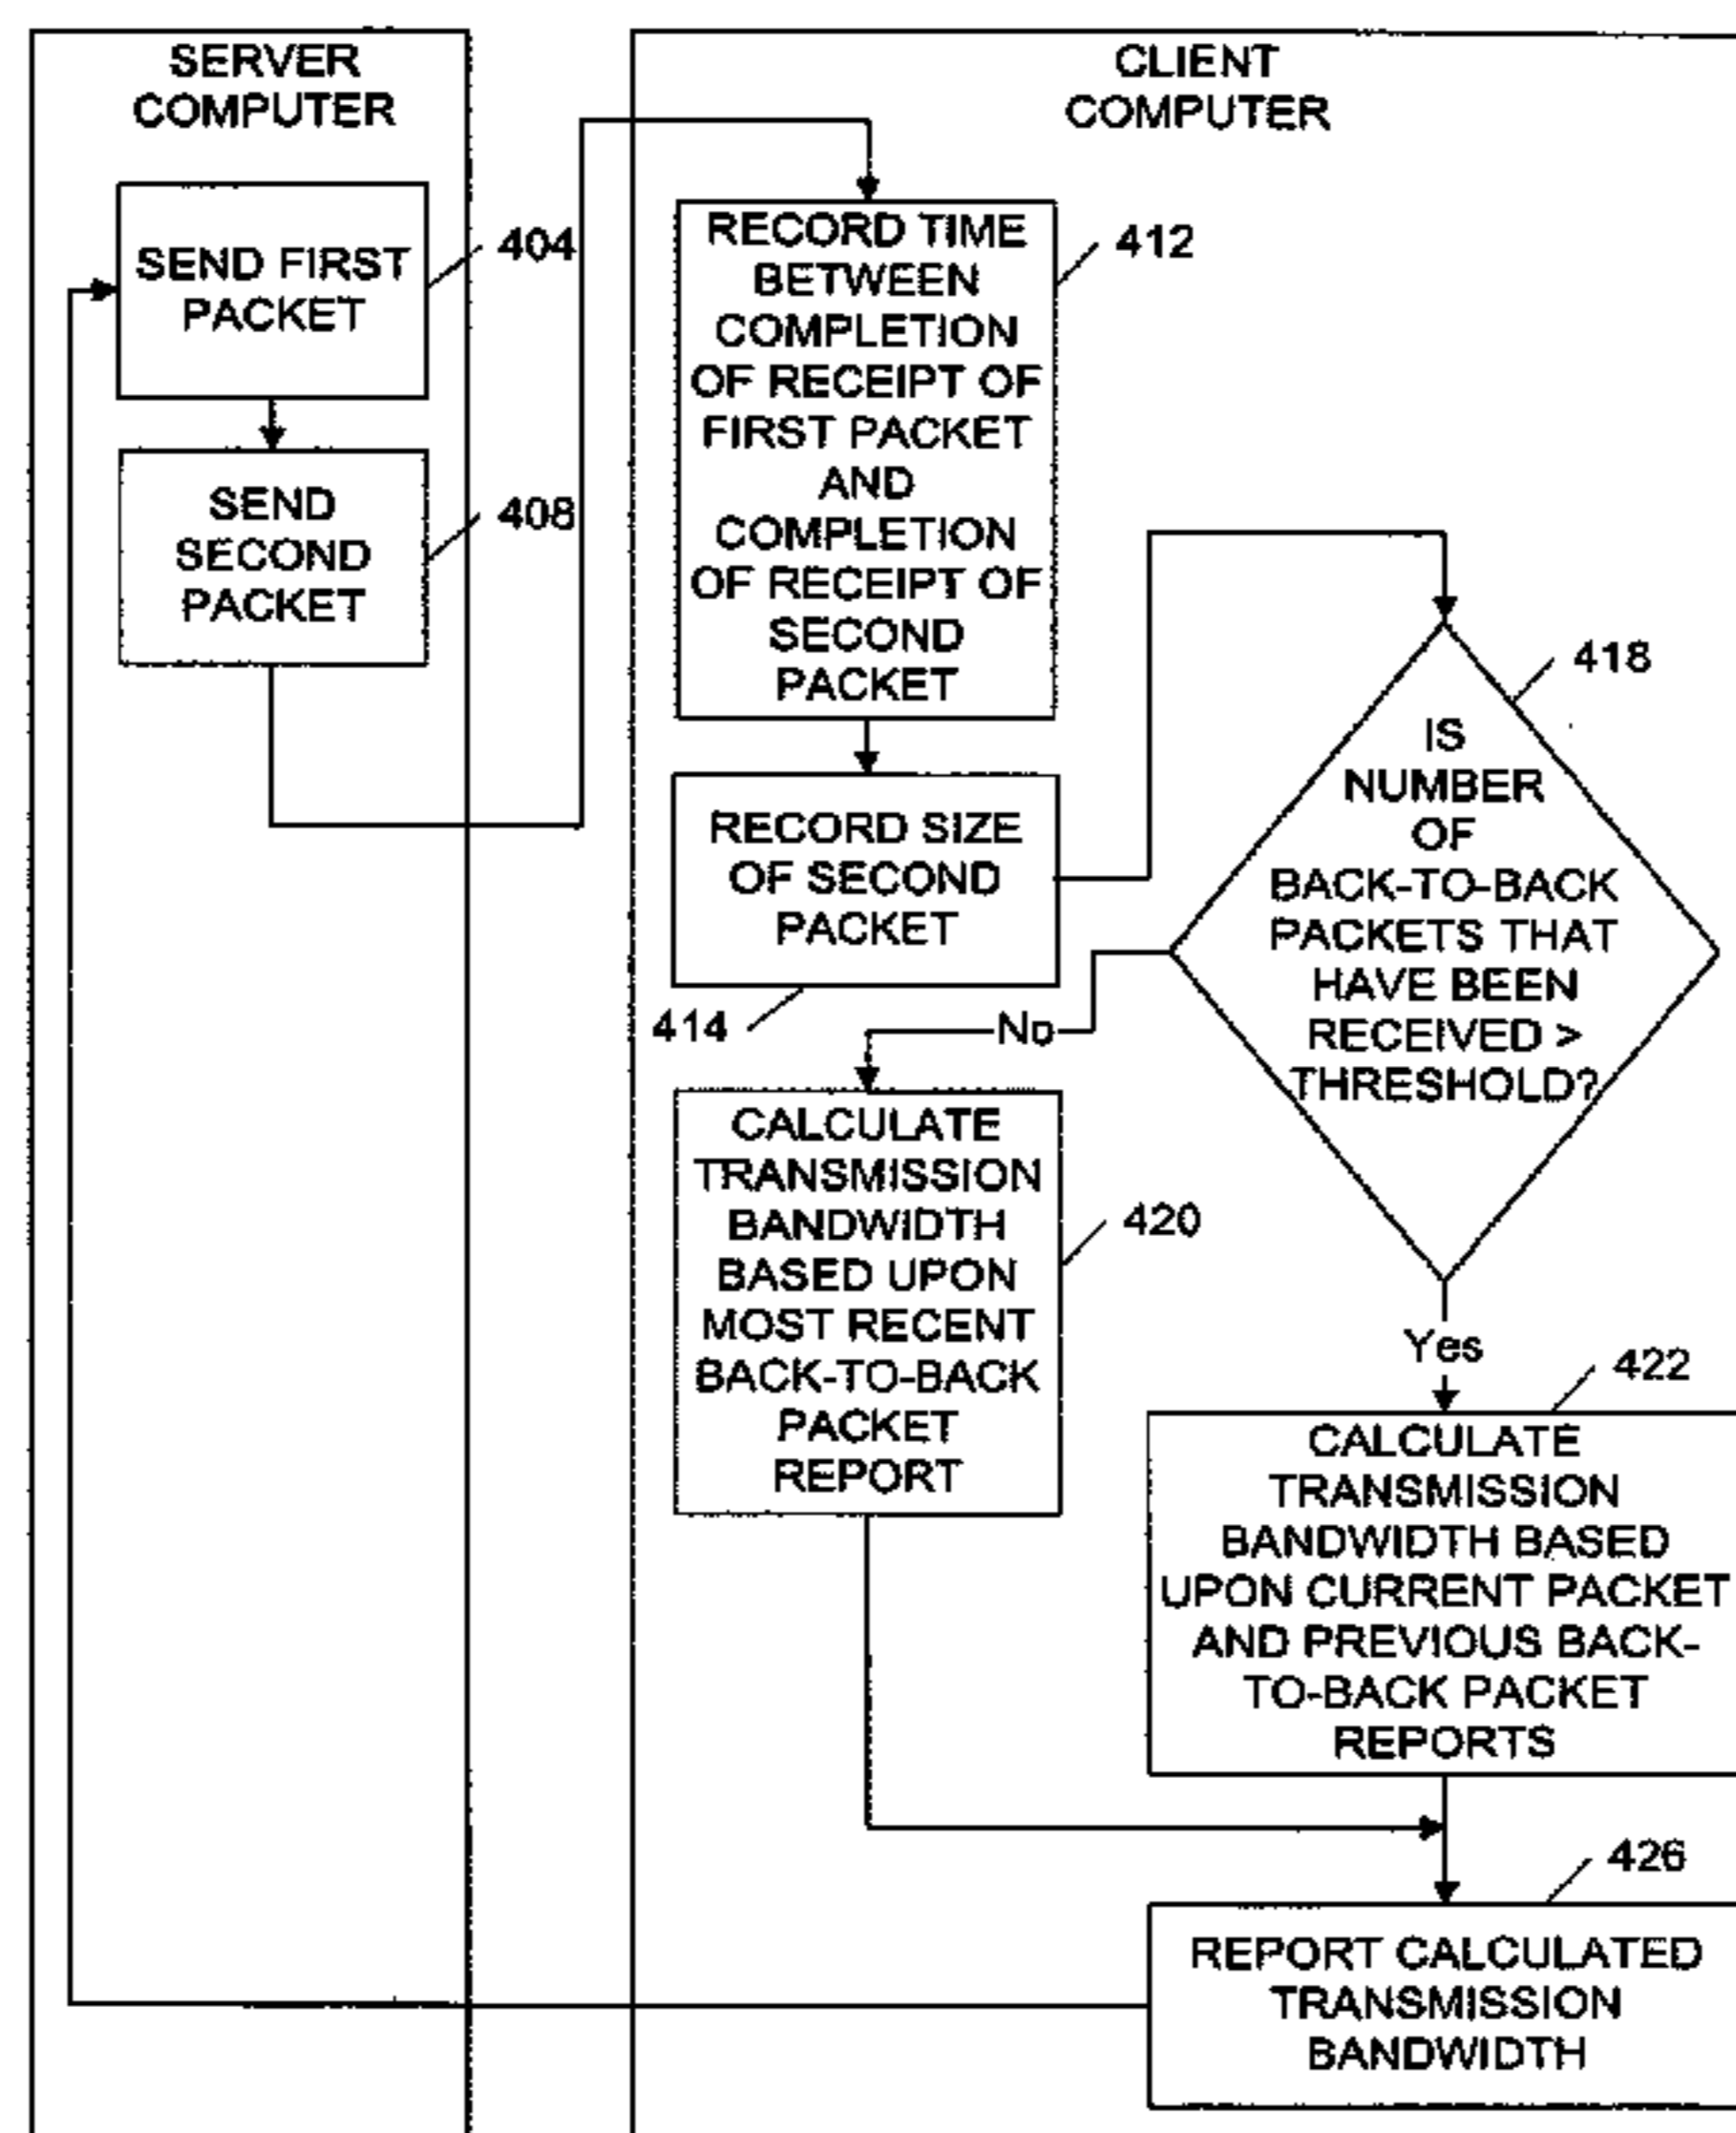 SERVER
COMPUTER
SEND FIRST
PACKET
404
SEND
SECOND
PACKET
408
CLIENT
COMPUTER
RECORD TIME
BETWEEN
COMPLETION
OF RECEIPT OF
FIRST PACKET
AND
COMPLETION
OF RECEIPT OF
SECOND
PACKET
412
RECORD SIZE
OF SECOND
PACKET
414
IS
NUMBER
OF
BACK-TO-BACK
PACKETS THAT
HAVE BEEN
RECEIVED >
THRESHOLD?
418
No
CALCULATE
TRANSMISSION
BANDWIDTH
BASED UPON
MOST RECENT
BACK-TO-BACK
PACKET
REPORT
420
Yes
422
CALCULATE
TRANSMISSION
BANDWIDTH BASED
UPON CURRENT PACKET
AND PREVIOUS BACK-
TO-BACK PACKET
REPORTS
426
REPORT CALCULATED
TRANSMISSION
BANDWIDTH